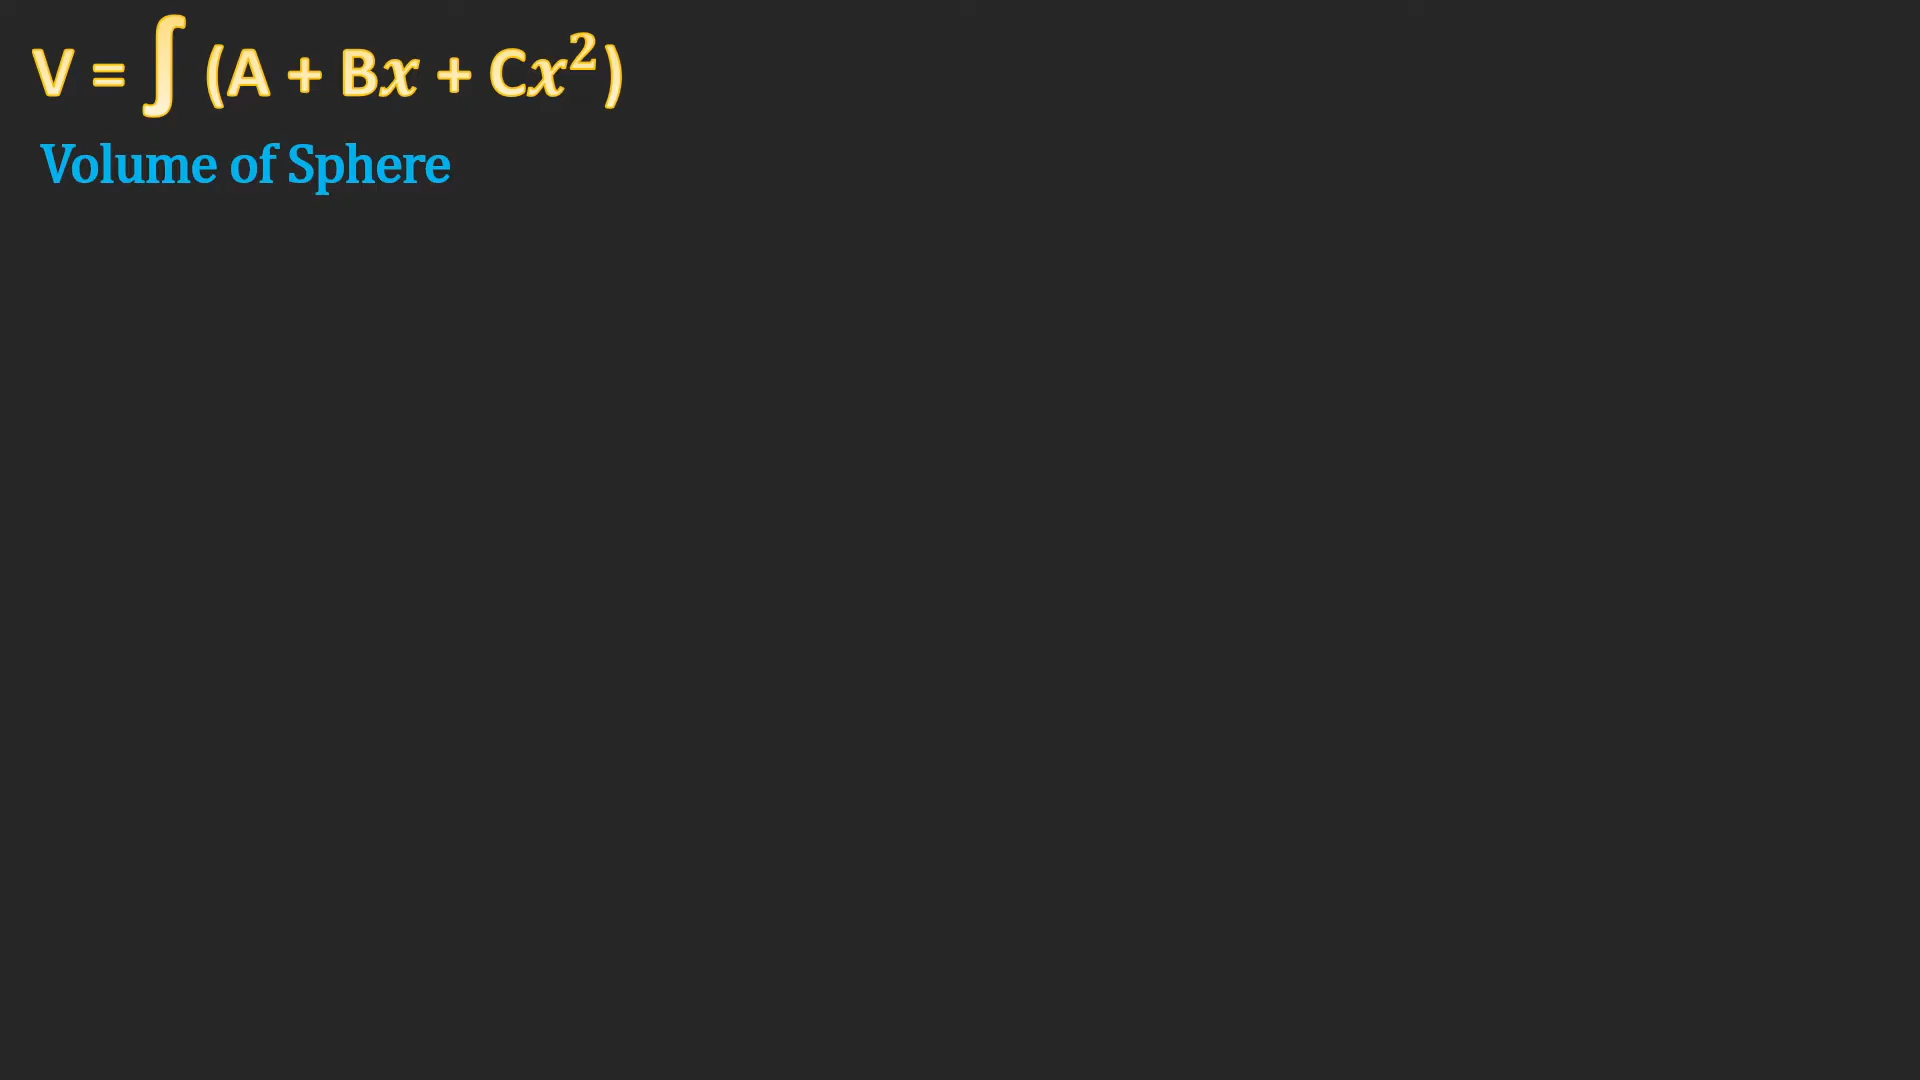 V = ∫ (A + B𝑥 + C𝑥²)
Volume of Sphere